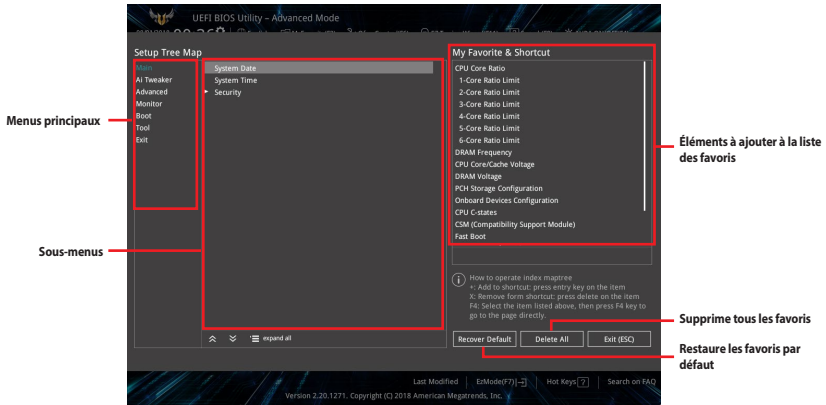 UEFI BIOS Utility – Advanced Mode
Setup Tree Map
My Favorite & Shortcut
Main
Ai Tweaker
Advanced
Monitor
Boot
Tool
Exit
System Date
System Time
Security
CPU Core Ratio
1-Core Ratio Limit
2-Core Ratio Limit
3-Core Ratio Limit
4-Core Ratio Limit
5-Core Ratio Limit
6-Core Ratio Limit
DRAM Frequency
CPU Core/Cache Voltage
DRAM Voltage
PCH Storage Configuration
Onboard Devices Configuration
CPU C-states
CSM (Compatibility Support Module)
Fast Boot
Menus principaux
Éléments à ajouter à la liste
des favoris
Sous-menus
How to operate index maptree
+: Add to shortcut: press entry key on the item
X: Remove form shortcut: press delete on the item
F4: Select the item listed above, then press F4 key to
go to the page directly.
Supprime tous les favoris
expand all
Recover Default
Delete All
Exit (ESC)
Restaure les favoris par
défaut
Last Modified
EzMode(F7)
Hot Keys ?
Search on FAQ
Version 2.20.1271. Copyright (C) 2018 American Megatrends, Inc.